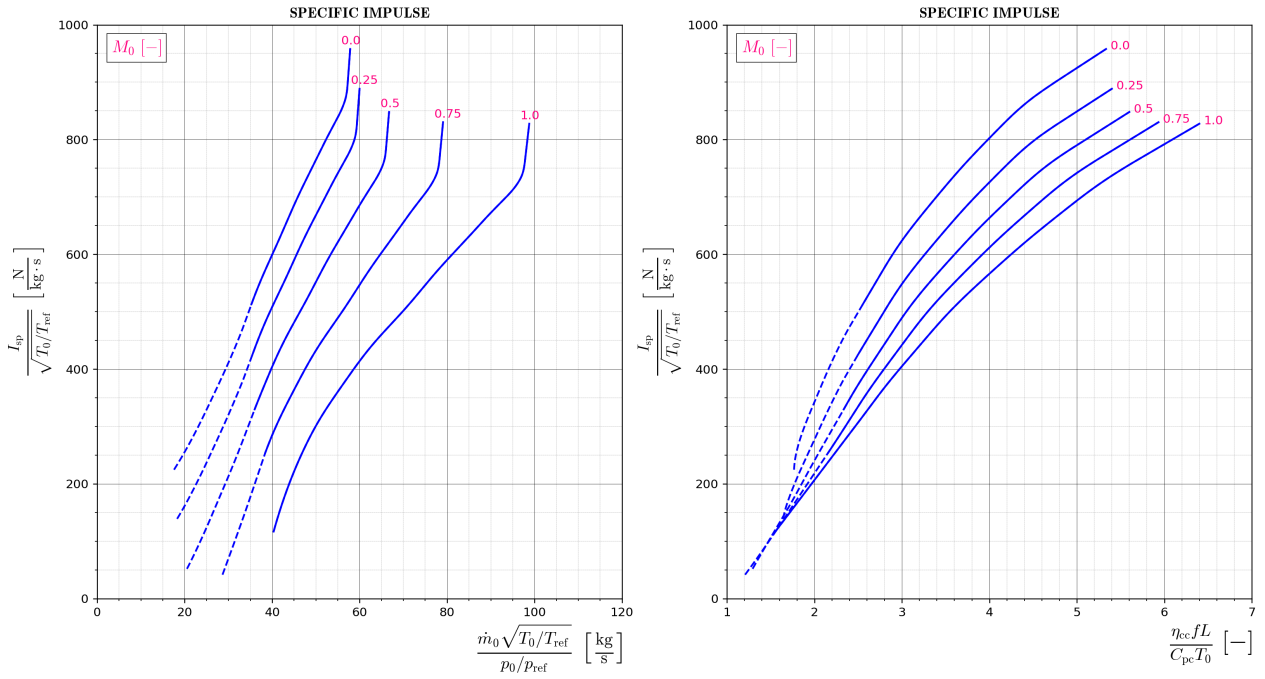 SPECIFIC IMPULSE
M₀ [−]
0.0
0.25
0.5
0.75
1.0
1000
800
600
400
200
0
0 20 40 60 80 100 120
I_sp / √(T₀/T_ref) [N / kg · s]
ṁ₀√(T₀/T_ref) / p₀/p_ref [kg / s]
SPECIFIC IMPULSE
M₀ [−]
0.0
0.25
0.5
0.75
1.0
1000
800
600
400
200
0
1 2 3 4 5 6 7
I_sp / √(T₀/T_ref) [N / kg · s]
η_cc f L / C_pc T₀ [−]